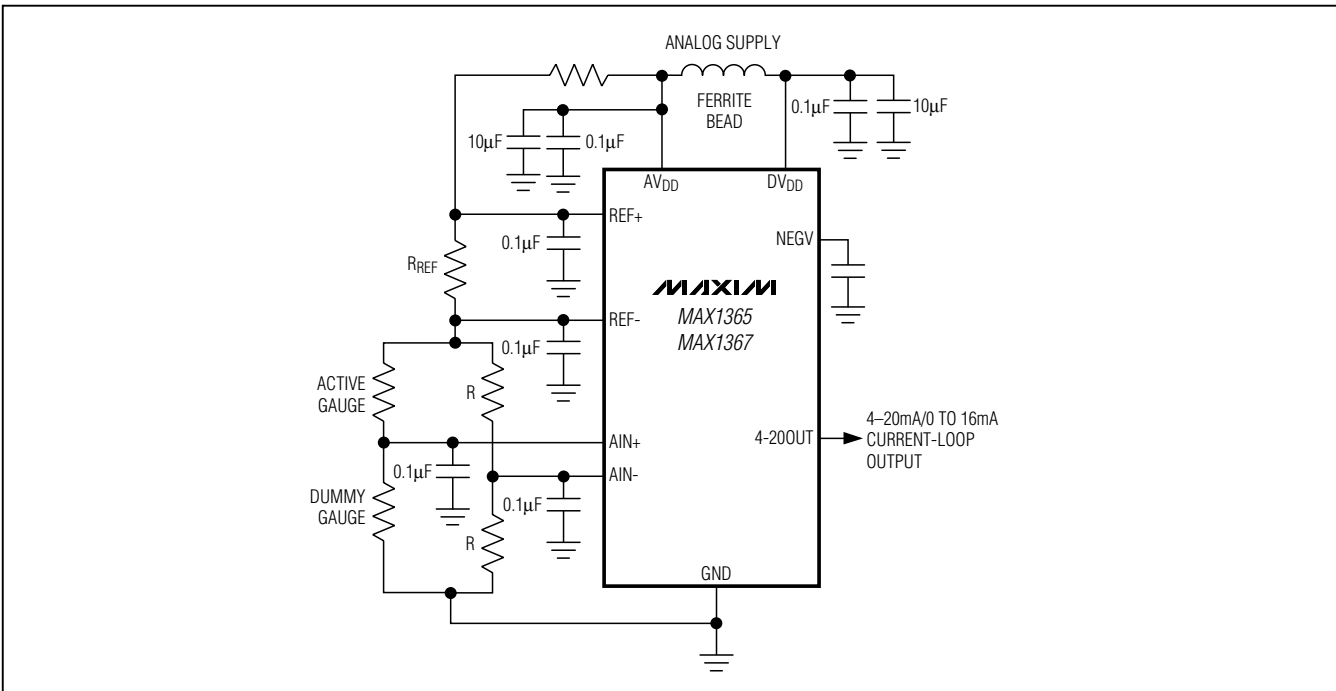 ANALOG SUPPLY
FERRITE
BEAD
0.1µF
10µF
10µF
0.1µF
AVDD
DVDD
REF+
0.1µF
NEGV
RREF
MAXIM
MAX1365
MAX1367
REF-
0.1µF
ACTIVE
GAUGE
R
4-20OUT
4–20mA/0 TO 16mA
CURRENT-LOOP
OUTPUT
AIN+
0.1µF
AIN-
DUMMY
GAUGE
0.1µF
R
GND